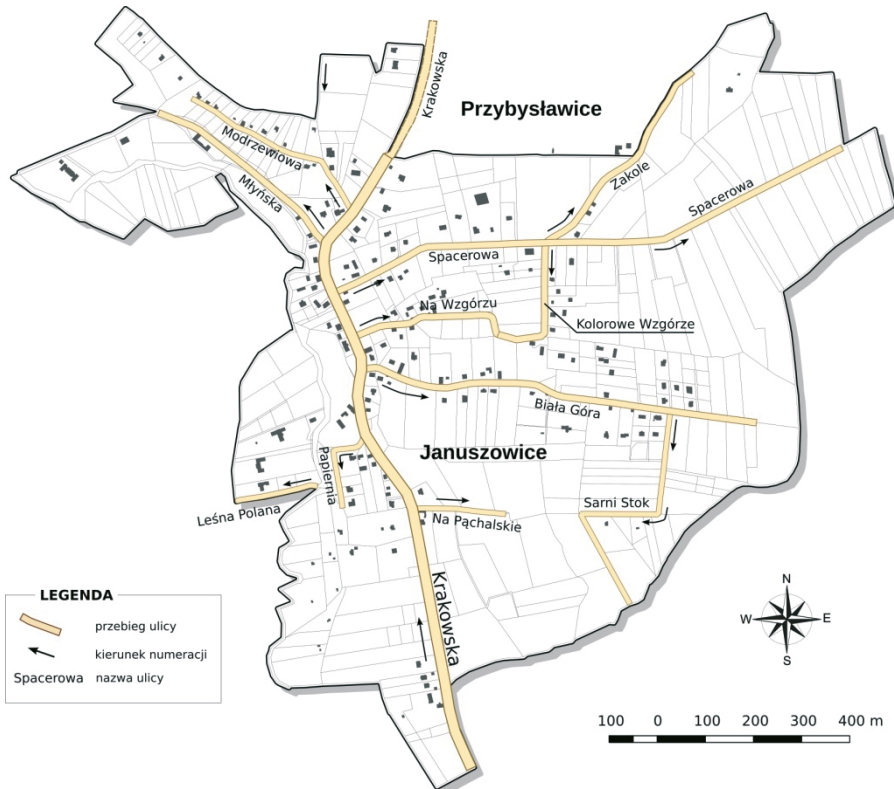 Krakowska
Przybysławice
Modrzewiowa
Młyńska
Zakole
Spacerowa
Spacerowa
Na Wzgórzu
Kolorowe Wzgórze
Biała Góra
Januszowice
Papiernia
Leśna Polana
Sarni Stok
Na Pąchalskie
Krakowska
LEGENDA
przebieg ulicy
kierunek numeracji
Spacerowa nazwa ulicy
N
W E
S
100 0 100 200 300 400 m